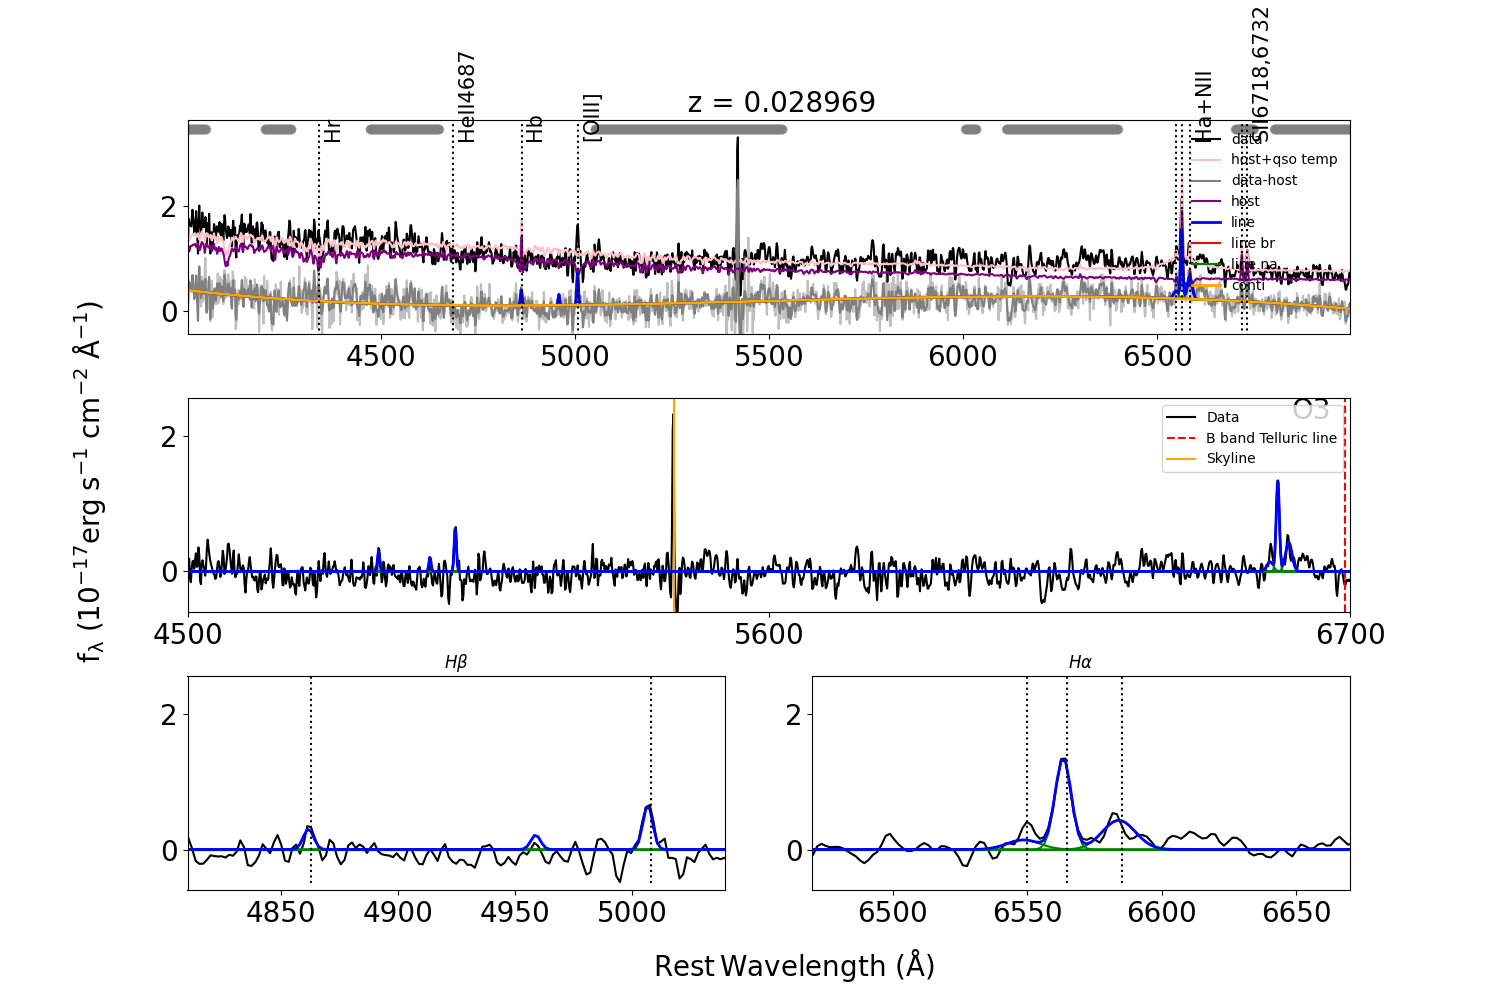 z = 0.028969
Hr
HeII4687
Hb
[OIII]
Ha+NII
SII6718,6732
data
host+qso temp
data-host
host
line
line br
line na
conti
2
0
4500
5000
5500
6000
6500
O3
Data
B band Telluric line
Skyline
2
0
4500
5600
6700
fλ (10⁻¹⁷erg s⁻¹ cm⁻² Å⁻¹)
Hβ
2
0
4850
4900
4950
5000
Hα
2
0
6500
6550
6600
6650
Rest Wavelength (Å)